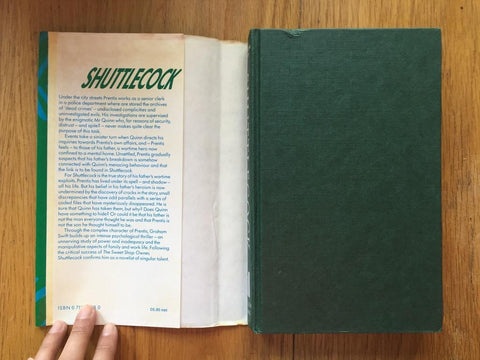 SHUTTLECOCK
Under the city streets Prentis works as a senior clerk
in a police department where are stored the archives
of 'dead crimes' – undisclosed complicities and
uninvestigated evils. His investigations are supervised
by the enigmatic Mr Quinn who, for reasons of security,
distrust – and spite? – never makes quite clear the
purpose of this task.
Events take a sinister turn when Quinn directs his
inquiries towards Prentis's own affairs, and – Prentis
feels – to those of his father, a wartime hero now
confined to a mental home. Unsettled, Prentis gradually
suspects that his father's breakdown is somehow
connected with Quinn's menacing behaviour and that
the link is to be found in Shuttlecock.
For Shuttlecock is the true story of his father's wartime
exploits. Prentis has lived under its spell – and shadow –
all his life. But his belief in his father's heroism is now
undermined by the discovery of cracks in the story, small
discrepancies that have odd parallels with a series of
coded files that have mysteriously disappeared. He is
sure that Quinn has taken them, but why? Does Quinn
have something to hide? Or could it be that his father is
not the man everyone thought he was and that Prentis is
not the son he thought himself to be.
Through the complex character of Prentis, Graham
Swift builds up an intense psychological thriller – an
unnerving study of power and inadequacy and the
manipulative aspects of family and work life. Following
the critical success of The Sweet Shop Owner,
Shuttlecock confirms him as a novelist of singular talent.
ISBN 0 71 0
£6.95 net